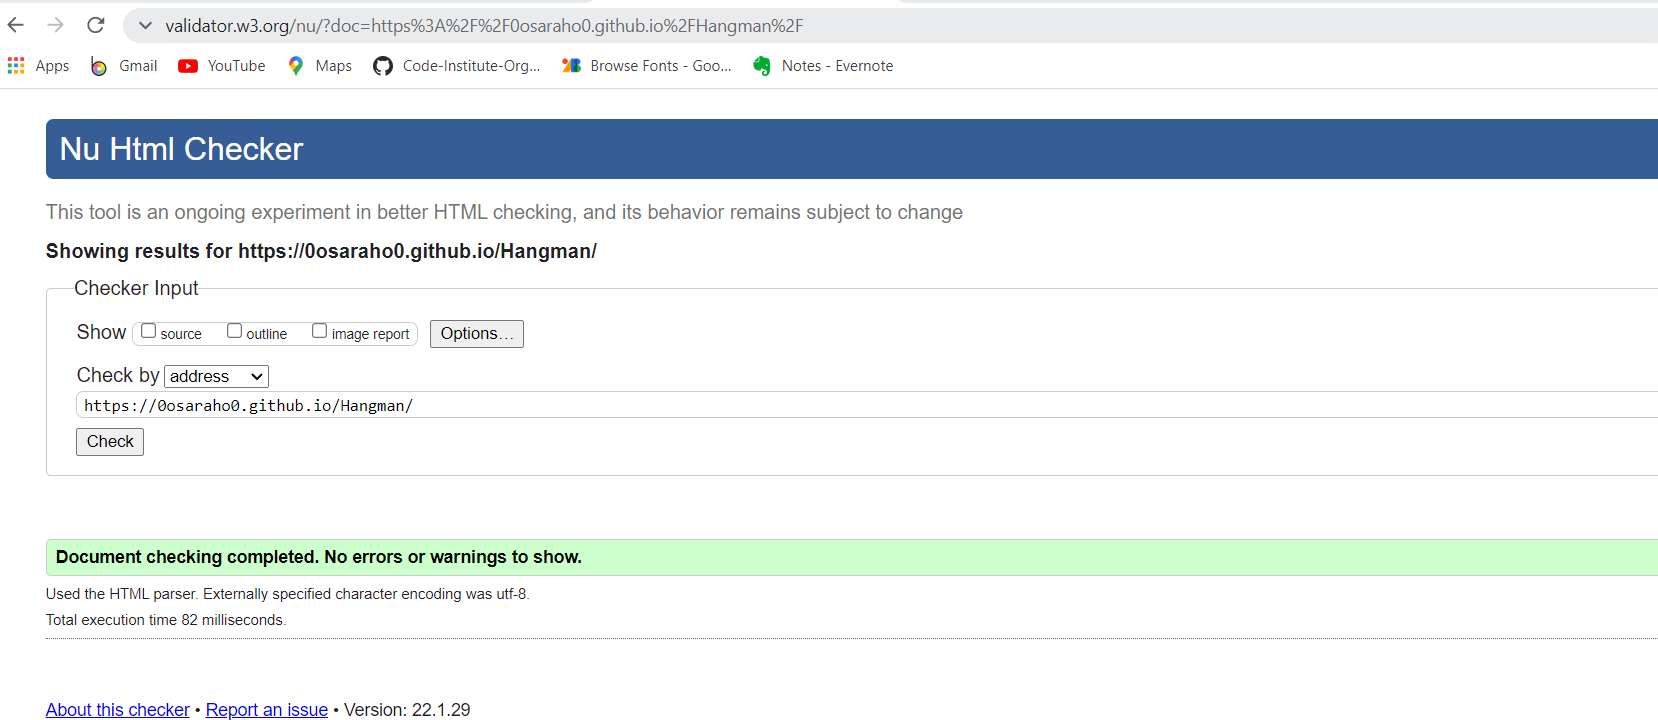 validator.w3.org/nu/?doc=https%3A%2F%2F0osaraho0.github.io%2FHangman%2F
Apps Gmail YouTube Maps Code-Institute-Org... Browse Fonts - Goo... Notes - Evernote
Nu Html Checker
This tool is an ongoing experiment in better HTML checking, and its behavior remains subject to change
Showing results for https://0osaraho0.github.io/Hangman/
Checker Input
Show source outline image report Options...
Check by address
https://0osaraho0.github.io/Hangman/
Check
Document checking completed. No errors or warnings to show.
Used the HTML parser. Externally specified character encoding was utf-8.
Total execution time 82 milliseconds.
About this checker • Report an issue • Version: 22.1.29